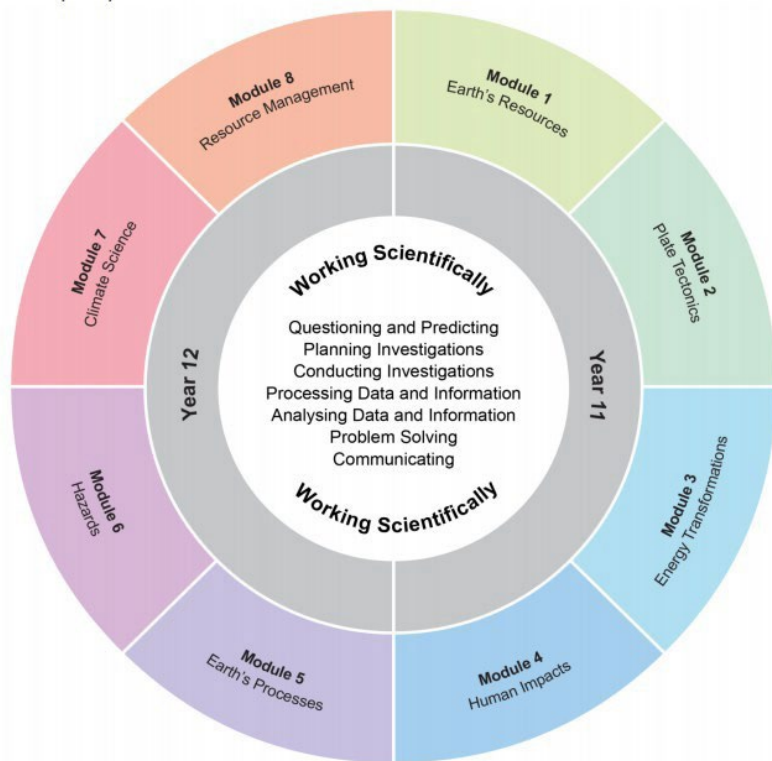 Module 1
Earth's Resources
Module 2
Plate Tectonics
Module 3
Energy Transformations
Module 4
Human Impacts
Module 5
Earth's Processes
Module 6
Hazards
Module 7
Climate Science
Module 8
Resource Management
Year 11
Year 12
Working Scientifically
Questioning and Predicting
Planning Investigations
Conducting Investigations
Processing Data and Information
Analysing Data and Information
Problem Solving
Communicating
Working Scientifically